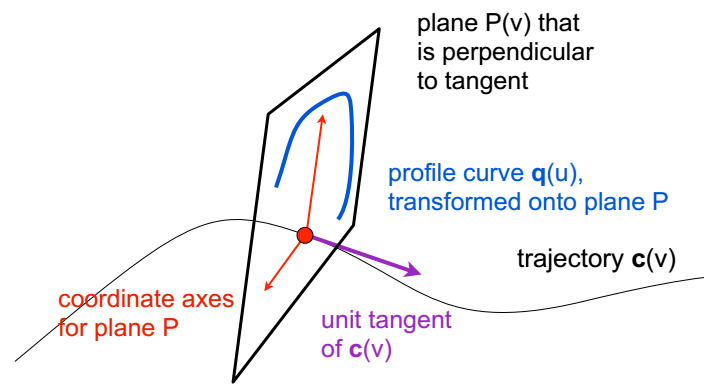 plane P(v) that
is perpendicular
to tangent
profile curve q(u),
transformed onto plane P
trajectory c(v)
coordinate axes
for plane P
unit tangent
of c(v)